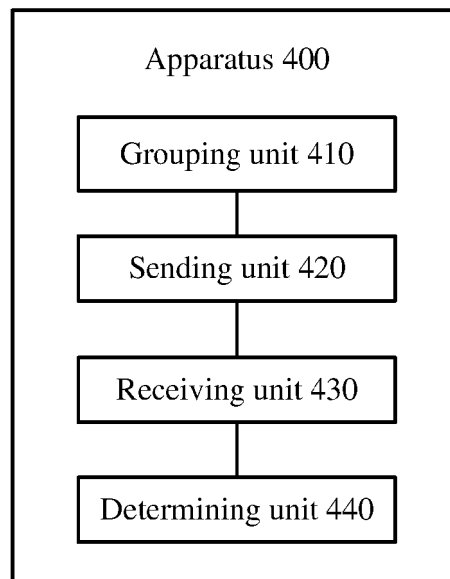 Apparatus 400
Grouping unit 410
Sending unit 420
Receiving unit 430
Determining unit 440